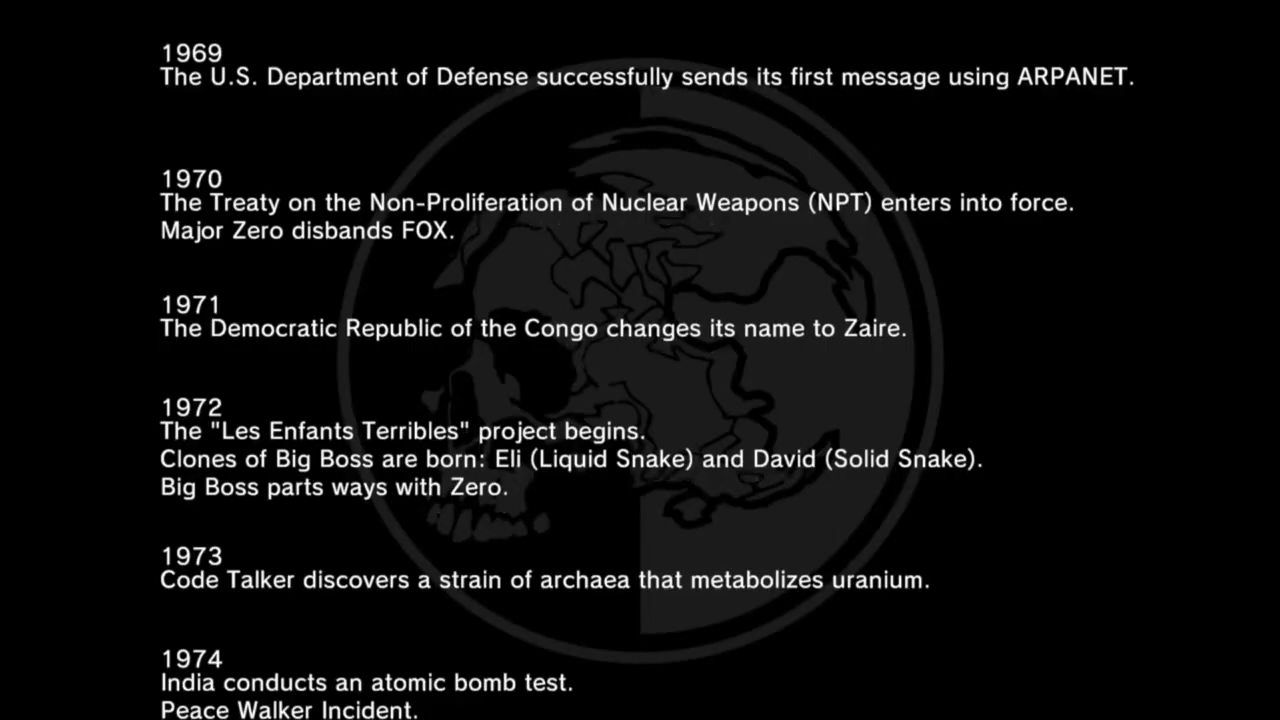 1969
The U.S. Department of Defense successfully sends its first message using ARPANET.
1970
The Treaty on the Non-Proliferation of Nuclear Weapons (NPT) enters into force.
Major Zero disbands FOX.
1971
The Democratic Republic of the Congo changes its name to Zaire.
1972
The "Les Enfants Terribles" project begins.
Clones of Big Boss are born: Eli (Liquid Snake) and David (Solid Snake).
Big Boss parts ways with Zero.
1973
Code Talker discovers a strain of archaea that metabolizes uranium.
1974
India conducts an atomic bomb test.
Peace Walker Incident.